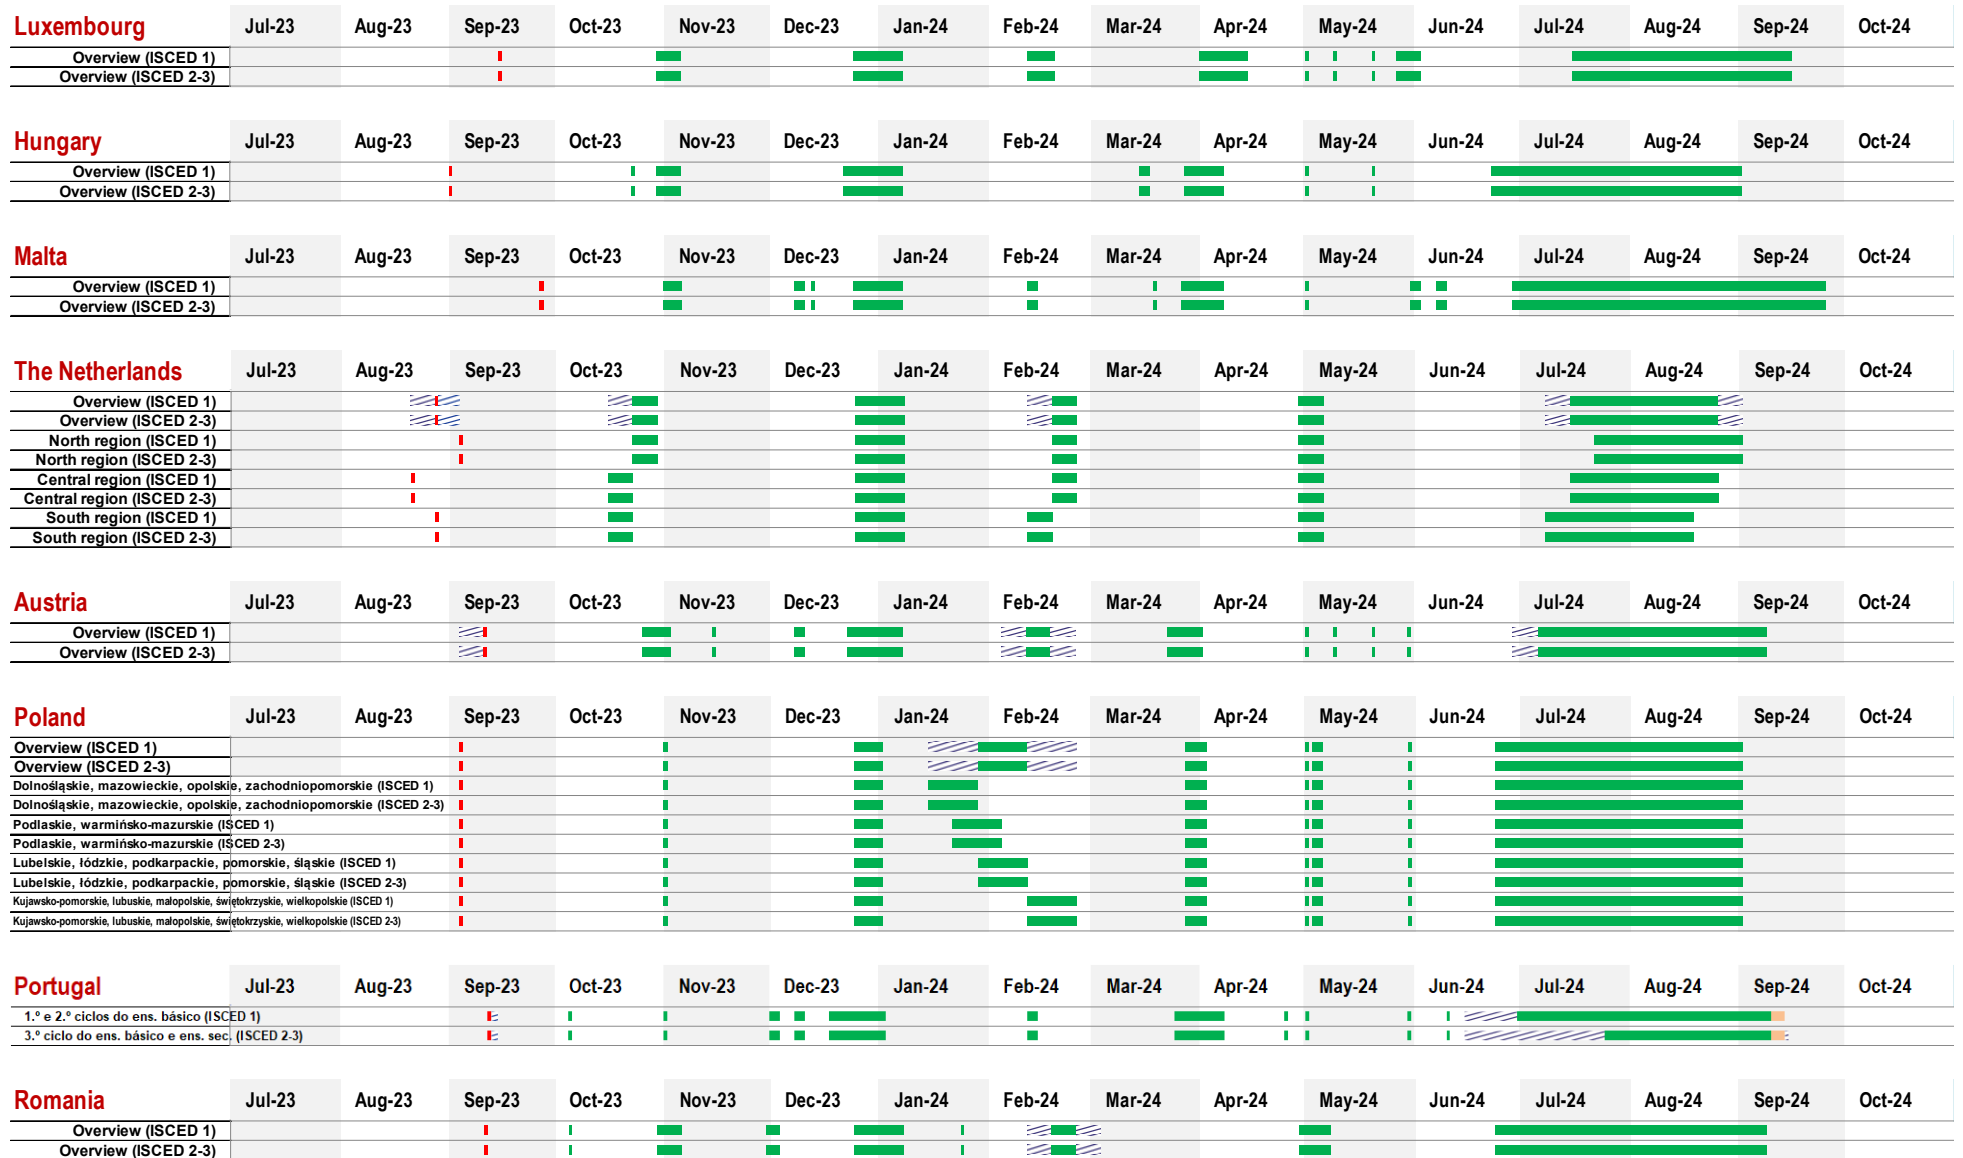 Luxembourg Jul-23 Aug-23 Sep-23 Oct-23 Nov-23 Dec-23 Jan-24 Feb-24 Mar-24 Apr-24 May-24 Jun-24 Jul-24 Aug-24 Sep-24 Oct-24
Overview (ISCED 1)
Overview (ISCED 2-3)
Hungary Jul-23 Aug-23 Sep-23 Oct-23 Nov-23 Dec-23 Jan-24 Feb-24 Mar-24 Apr-24 May-24 Jun-24 Jul-24 Aug-24 Sep-24 Oct-24
Overview (ISCED 1)
Overview (ISCED 2-3)
Malta Jul-23 Aug-23 Sep-23 Oct-23 Nov-23 Dec-23 Jan-24 Feb-24 Mar-24 Apr-24 May-24 Jun-24 Jul-24 Aug-24 Sep-24 Oct-24
Overview (ISCED 1)
Overview (ISCED 2-3)
The Netherlands Jul-23 Aug-23 Sep-23 Oct-23 Nov-23 Dec-23 Jan-24 Feb-24 Mar-24 Apr-24 May-24 Jun-24 Jul-24 Aug-24 Sep-24 Oct-24
Overview (ISCED 1)
Overview (ISCED 2-3)
North region (ISCED 1)
North region (ISCED 2-3)
Central region (ISCED 1)
Central region (ISCED 2-3)
South region (ISCED 1)
South region (ISCED 2-3)
Austria Jul-23 Aug-23 Sep-23 Oct-23 Nov-23 Dec-23 Jan-24 Feb-24 Mar-24 Apr-24 May-24 Jun-24 Jul-24 Aug-24 Sep-24 Oct-24
Overview (ISCED 1)
Overview (ISCED 2-3)
Poland Jul-23 Aug-23 Sep-23 Oct-23 Nov-23 Dec-23 Jan-24 Feb-24 Mar-24 Apr-24 May-24 Jun-24 Jul-24 Aug-24 Sep-24 Oct-24
Overview (ISCED 1)
Overview (ISCED 2-3)
Dolnośląskie, mazowieckie, opolskie, zachodniopomorskie (ISCED 1)
Dolnośląskie, mazowieckie, opolskie, zachodniopomorskie (ISCED 2-3)
Podlaskie, warmińsko-mazurskie (ISCED 1)
Podlaskie, warmińsko-mazurskie (ISCED 2-3)
Lubelskie, łódzkie, podkarpackie, pomorskie, śląskie (ISCED 1)
Lubelskie, łódzkie, podkarpackie, pomorskie, śląskie (ISCED 2-3)
Kujawsko-pomorskie, lubuskie, małopolskie, świętokrzyskie, wielkopolskie (ISCED 1)
Kujawsko-pomorskie, lubuskie, małopolskie, świętokrzyskie, wielkopolskie (ISCED 2-3)
Portugal Jul-23 Aug-23 Sep-23 Oct-23 Nov-23 Dec-23 Jan-24 Feb-24 Mar-24 Apr-24 May-24 Jun-24 Jul-24 Aug-24 Sep-24 Oct-24
1.º e 2.º ciclos do ens. básico (ISCED 1)
3.º ciclo do ens. básico e ens. sec. (ISCED 2-3)
Romania Jul-23 Aug-23 Sep-23 Oct-23 Nov-23 Dec-23 Jan-24 Feb-24 Mar-24 Apr-24 May-24 Jun-24 Jul-24 Aug-24 Sep-24 Oct-24
Overview (ISCED 1)
Overview (ISCED 2-3)